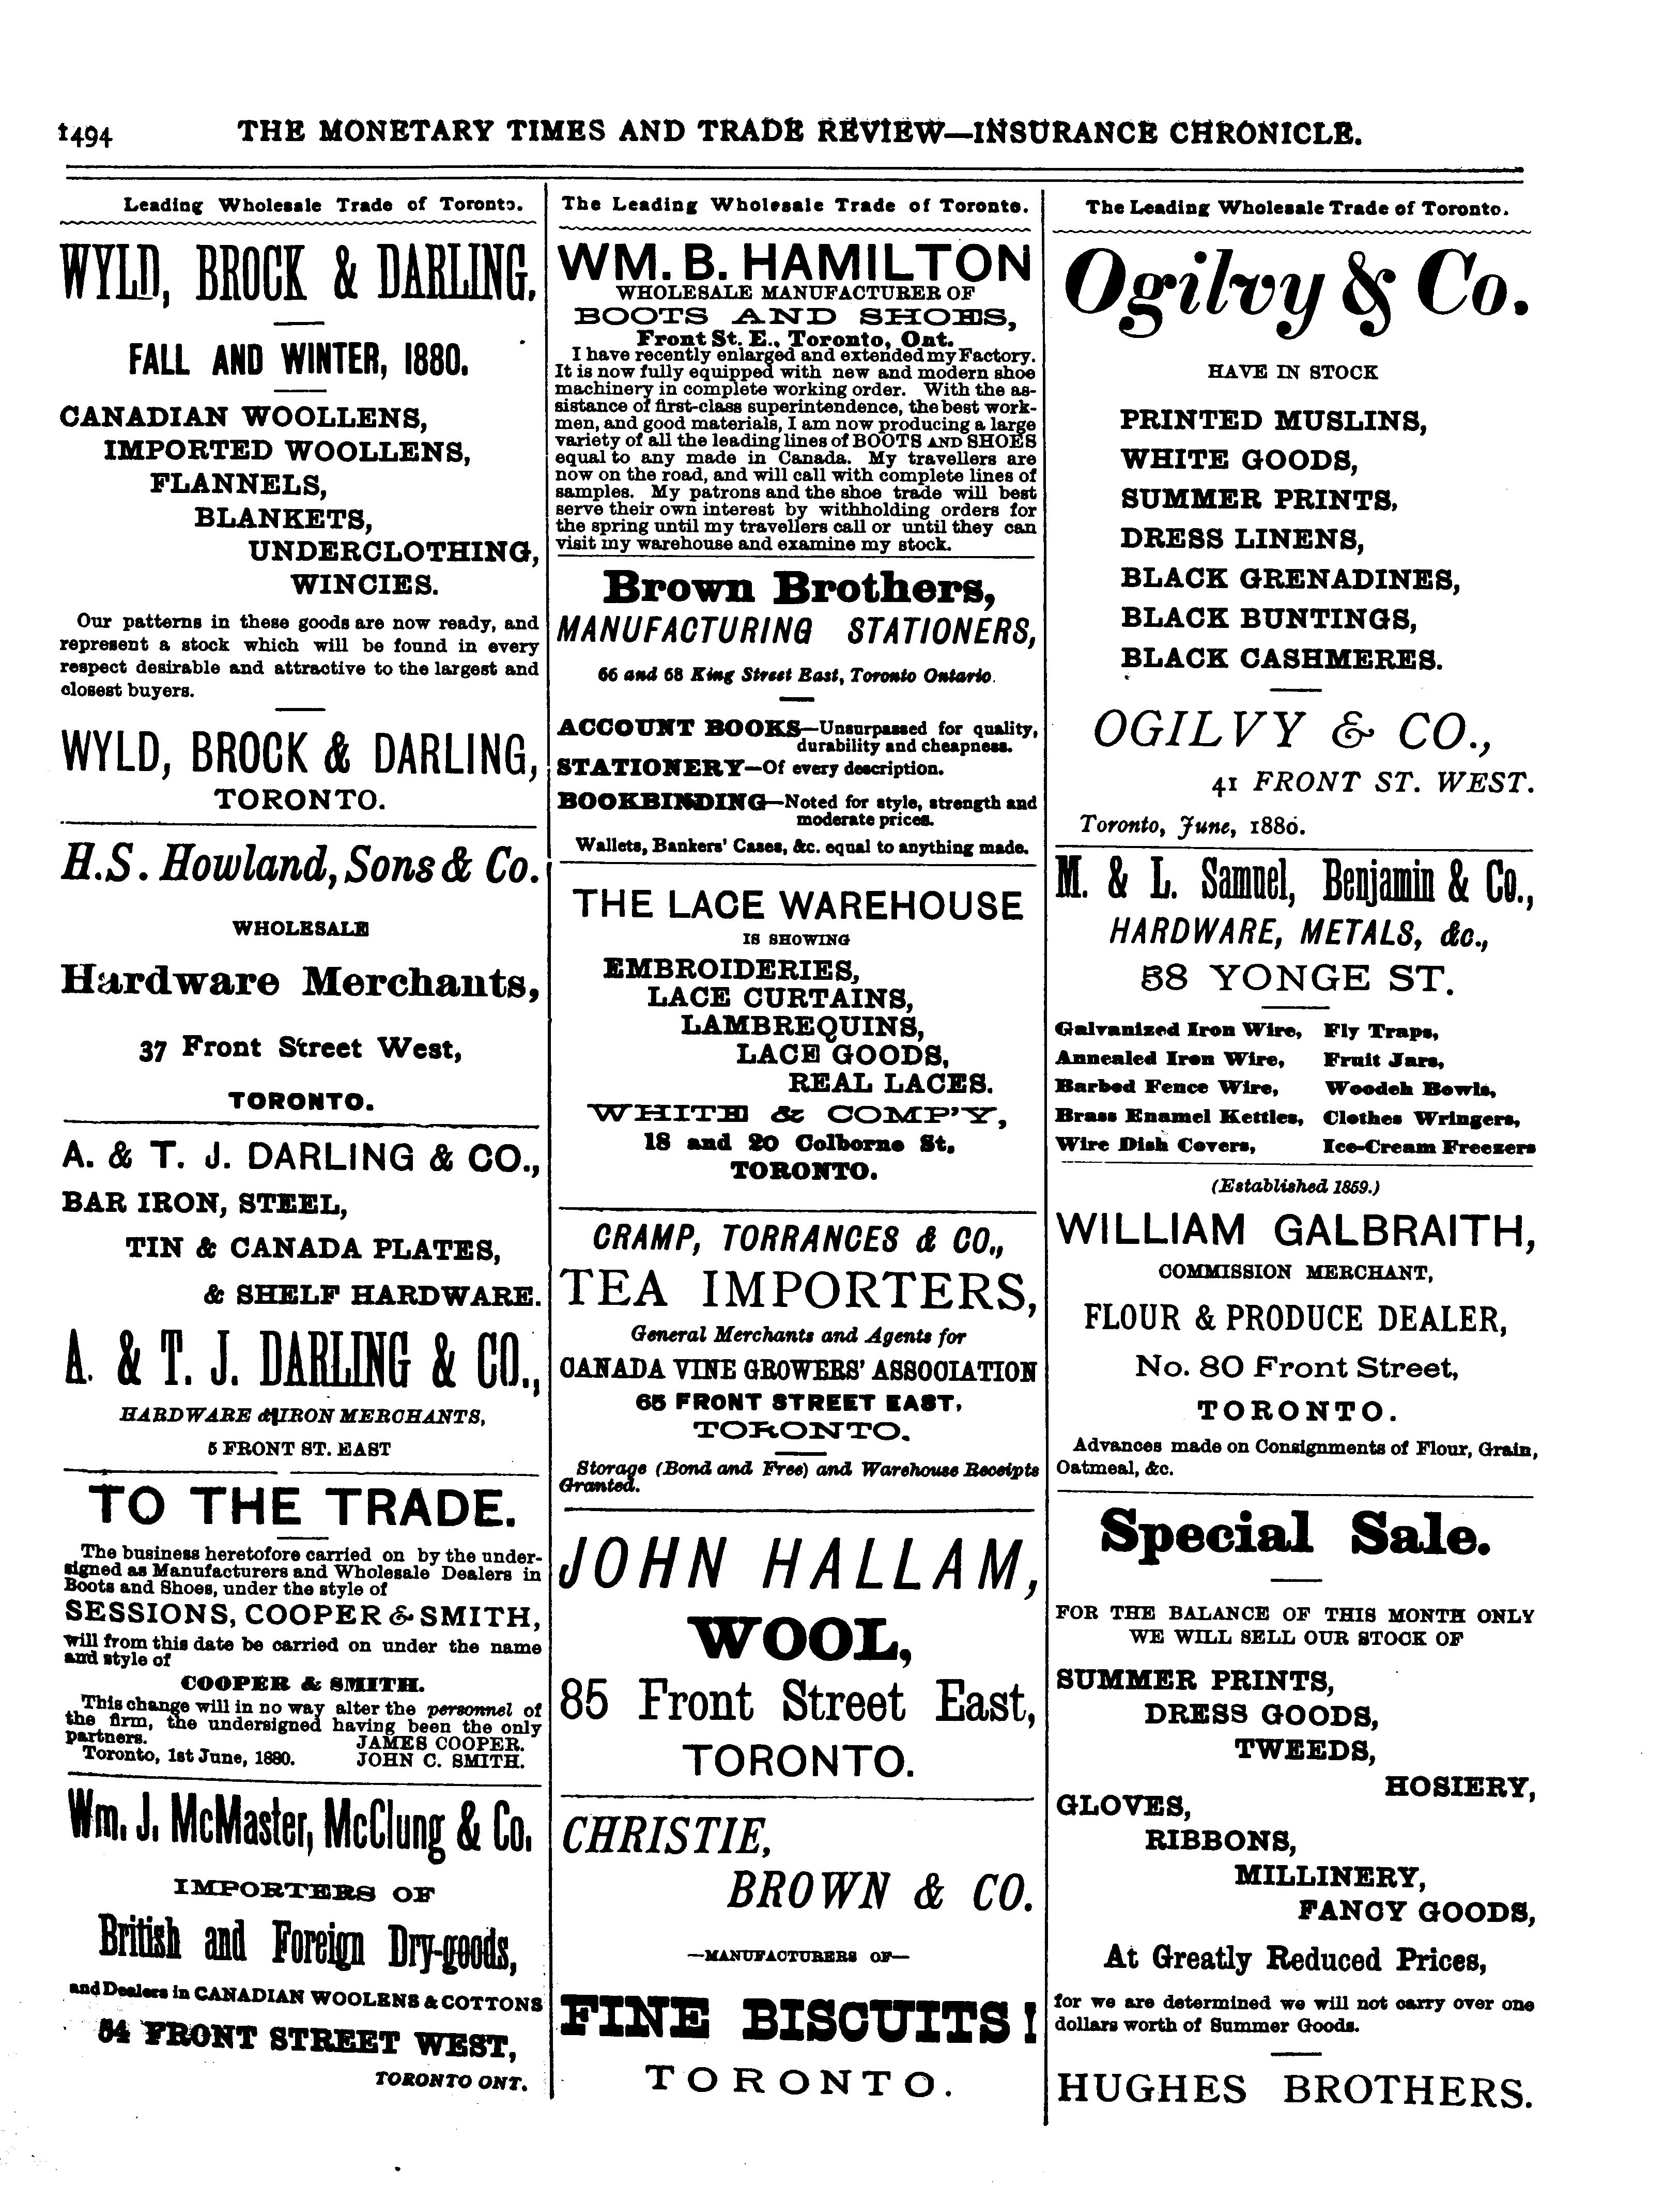 1494 THE MONETARY TIMES AND TRADE REVIEW—INSURANCE CHRONICLE.
Leading Wholesale Trade of Toronto.
WYLD, BROCK & DARLING,
FALL AND WINTER, 1880.
CANADIAN WOOLLENS,
IMPORTED WOOLLENS,
FLANNELS,
BLANKETS,
UNDERCLOTHING,
WINCIES.
Our patterns in these goods are now ready, and
represent a stock which will be found in every
respect desirable and attractive to the largest and
closest buyers.
WYLD, BROCK & DARLING,
TORONTO.
H.S. Howland, Sons & Co.
WHOLESALE
Hardware Merchants,
37 Front Street West,
TORONTO.
A. & T. J. DARLING & CO.,
BAR IRON, STEEL,
TIN & CANADA PLATES,
& SHELF HARDWARE.
A. & T. J. DARLING & CO.,
HARDWARE & IRON MERCHANTS,
5 FRONT ST. EAST
TO THE TRADE.
The business heretofore carried on by the under-
signed as Manufacturers and Wholesale Dealers in
Boots and Shoes, under the style of
SESSIONS, COOPER & SMITH,
will from this date be carried on under the name
and style of
COOPER & SMITH.
This change will in no way alter the personnel of
the firm, the undersigned having been the only
partners. JAMES COOPER.
Toronto, 1st June, 1880. JOHN C. SMITH.
Wm. J. McMaster, McClung & Co.
IMPORTERS OF
British and Foreign Dry-goods,
and Dealers in CANADIAN WOOLENS & COTTONS
54 FRONT STREET WEST,
TORONTO ONT.
The Leading Wholesale Trade of Toronto.
WM. B. HAMILTON
WHOLESALE MANUFACTURER OF
BOOTS AND SHOES,
Front St. E., Toronto, Ont.
I have recently enlarged and extended my Factory.
It is now fully equipped with new and modern shoe
machinery in complete working order. With the as-
sistance of first-class superintendence, the best work-
men, and good materials, I am now producing a large
variety of all the leading lines of BOOTS AND SHOES
equal to any made in Canada. My travellers are
now on the road, and will call with complete lines of
samples. My patrons and the shoe trade will best
serve their own interest by withholding orders for
the spring until my travellers call or until they can
visit my warehouse and examine my stock.
Brown Brothers,
MANUFACTURING STATIONERS,
66 and 68 King Street East, Toronto Ontario.
ACCOUNT BOOKS—Unsurpassed for quality,
durability and cheapness.
STATIONERY—Of every description.
BOOKBINDING—Noted for style, strength and
moderate prices.
Wallets, Bankers' Cases, &c. equal to anything made.
THE LACE WAREHOUSE
IS SHOWING
EMBROIDERIES,
LACE CURTAINS,
LAMBREQUINS,
LACE GOODS,
REAL LACES.
WHITE & COMP'Y,
18 and 20 Colborne St,
TORONTO.
CRAMP, TORRANCES & CO.,
TEA IMPORTERS,
General Merchants and Agents for
CANADA VINE GROWERS' ASSOCIATION
65 FRONT STREET EAST,
TORONTO.
Storage (Bond and Free) and Warehouse Receipts
Granted.
JOHN HALLAM,
WOOL,
85 Front Street East,
TORONTO.
CHRISTIE,
BROWN & CO.
—MANUFACTURERS OF—
FINE BISCUITS!
TORONTO.
The Leading Wholesale Trade of Toronto.
Ogilvy & Co.
HAVE IN STOCK
PRINTED MUSLINS,
WHITE GOODS,
SUMMER PRINTS,
DRESS LINENS,
BLACK GRENADINES,
BLACK BUNTINGS,
BLACK CASHMERES.
OGILVY & CO.,
41 FRONT ST. WEST.
Toronto, June, 1880.
M. & L. Samuel, Benjamin & Co.,
HARDWARE, METALS, &c.,
58 YONGE ST.
Galvanized Iron Wire, Fly Traps,
Annealed Iron Wire, Fruit Jars,
Barbed Fence Wire, Wooden Bowls,
Brass Enamel Kettles, Clothes Wringers,
Wire Dish Covers, Ice-Cream Freezers
(Established 1859.)
WILLIAM GALBRAITH,
COMMISSION MERCHANT,
FLOUR & PRODUCE DEALER,
No. 80 Front Street,
TORONTO.
Advances made on Consignments of Flour, Grain,
Oatmeal, &c.
Special Sale.
FOR THE BALANCE OF THIS MONTH ONLY
WE WILL SELL OUR STOCK OF
SUMMER PRINTS,
DRESS GOODS,
TWEEDS,
HOSIERY,
GLOVES,
RIBBONS,
MILLINERY,
FANCY GOODS,
At Greatly Reduced Prices,
for we are determined we will not carry over one
dollars worth of Summer Goods.
HUGHES BROTHERS.